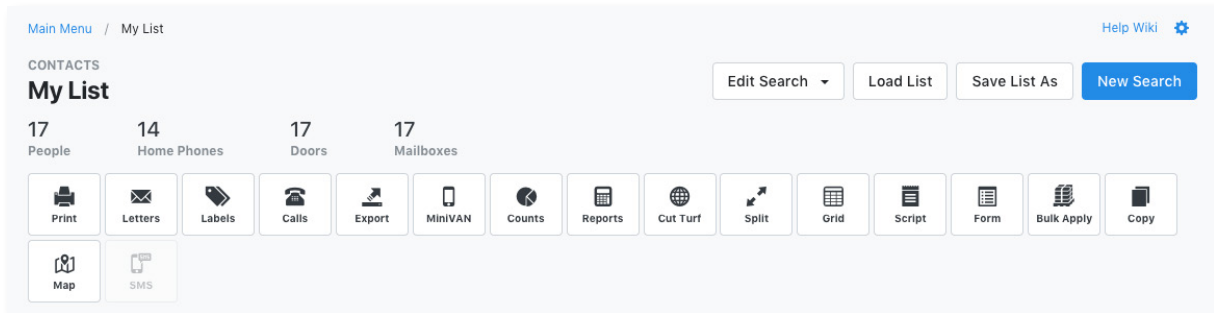 Main Menu / My List
Help Wiki
CONTACTS
My List
Edit Search
Load List
Save List As
New Search
17 14 17 17
People Home Phones Doors Mailboxes
Print Letters Labels Calls Export MiniVAN Counts Reports Cut Turf Split Grid Script Form Bulk Apply Copy
Map SMS